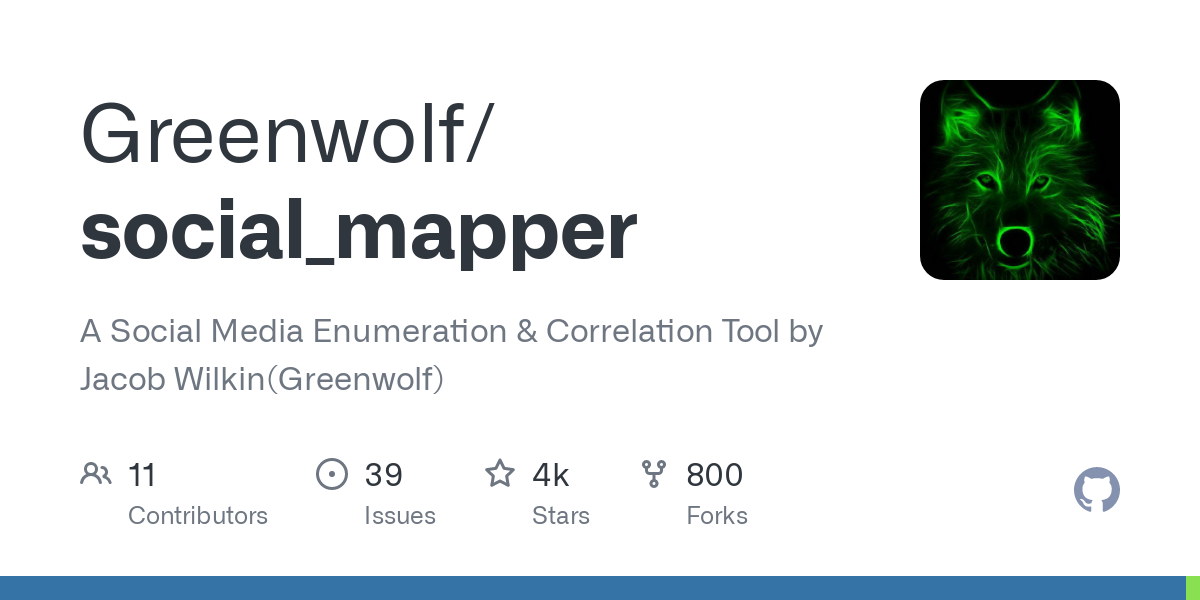 Greenwolf/
social_mapper
A Social Media Enumeration & Correlation Tool by
Jacob Wilkin(Greenwolf)
11 39 4k 800
Contributors Issues Stars Forks